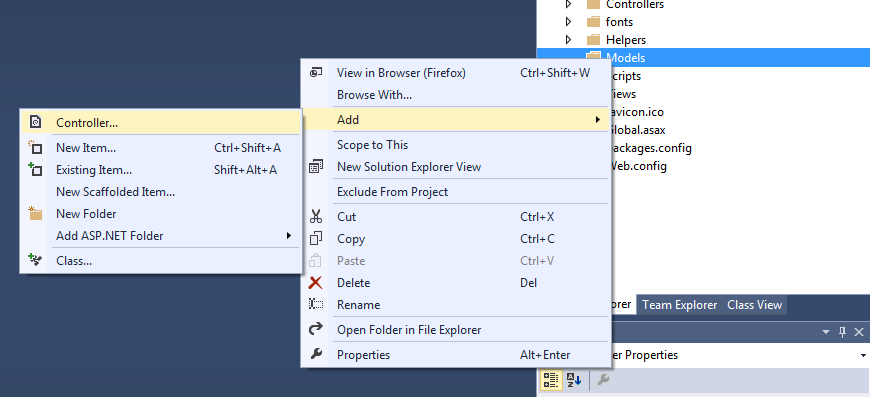 Controllers
fonts
Helpers
Models
cripts
iews
avicon.ico
Global.asax
packages.config
Web.config
View in Browser (Firefox) Ctrl+Shift+W
Browse With...
Add
Scope to This
New Solution Explorer View
Exclude From Project
Cut Ctrl+X
Copy Ctrl+C
Paste Ctrl+V
Delete Del
Rename
Open Folder in File Explorer
Properties Alt+Enter
Controller...
New Item... Ctrl+Shift+A
Existing Item... Shift+Alt+A
New Scaffolded Item...
New Folder
Add ASP.NET Folder
Class...
orer Team Explorer Class View
er Properties